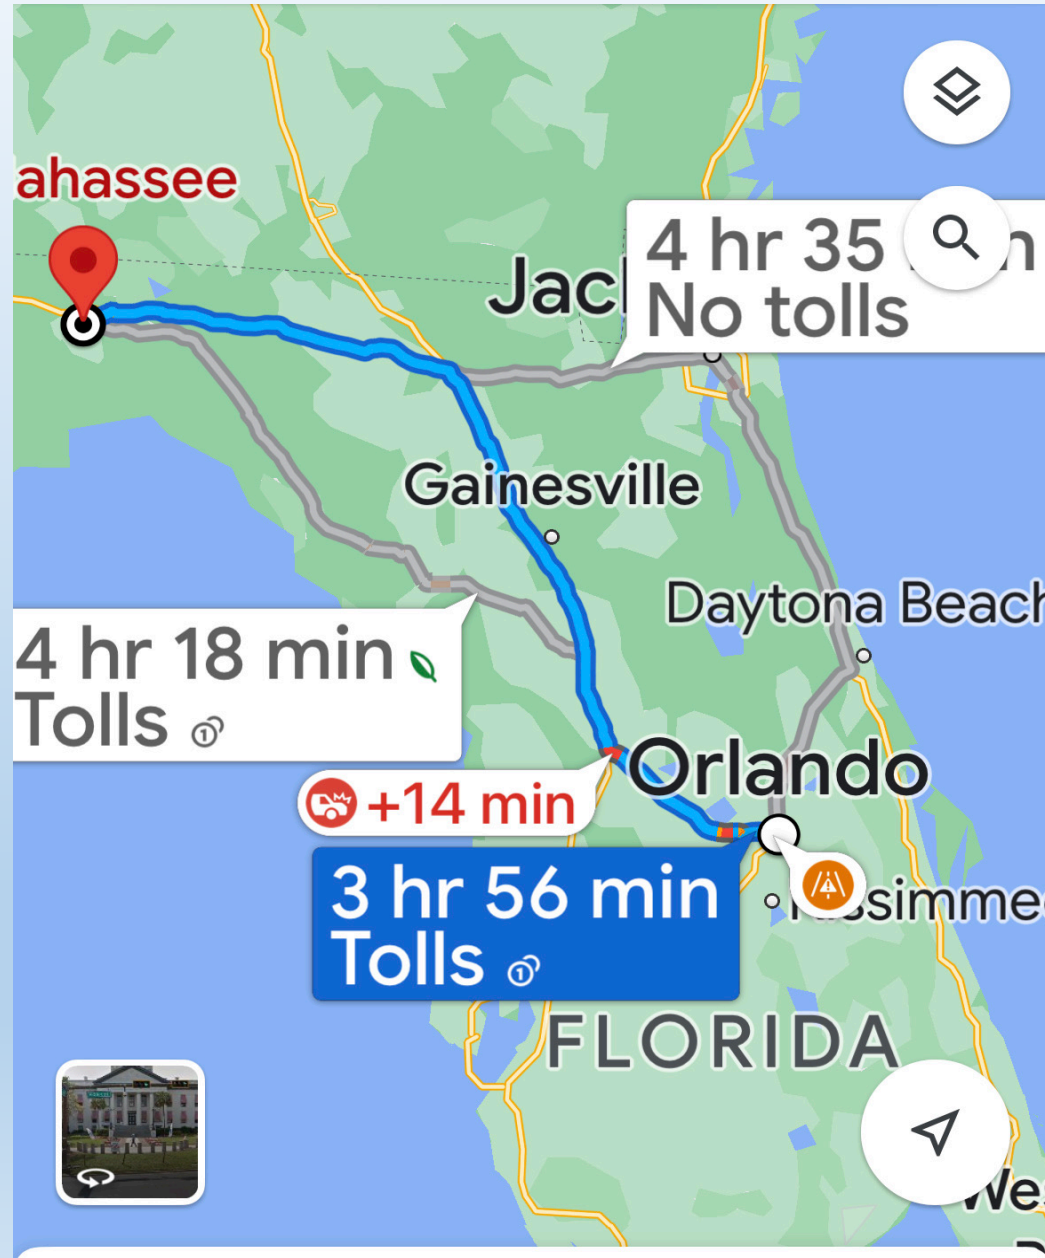 ahassee
4 hr 35
No tolls
Jac
Gainesville
Daytona Beach
4 hr 18 min
Tolls
Orlando
+14 min
3 hr 56 min
Tolls
FLORIDA